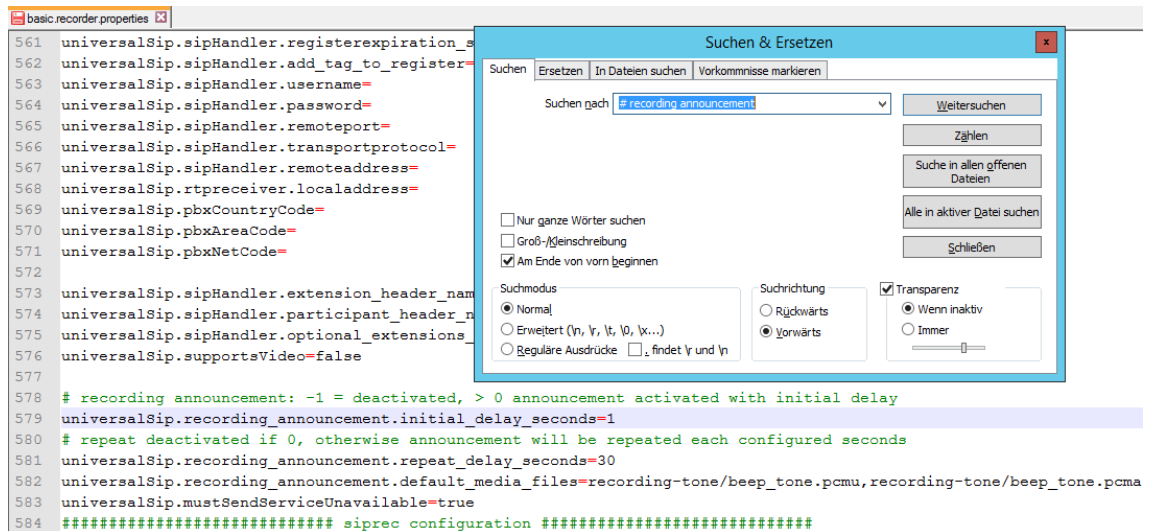 basic.recorder.properties
561 universalSip.sipHandler.registerexpiration_s
562 universalSip.sipHandler.add_tag_to_register=
563 universalSip.sipHandler.username=
564 universalSip.sipHandler.password=
565 universalSip.sipHandler.remoteport=
566 universalSip.sipHandler.transportprotocol=
567 universalSip.sipHandler.remoteaddress=
568 universalSip.rtpreceiver.localaddress=
569 universalSip.pbxCountryCode=
570 universalSip.pbxAreaCode=
571 universalSip.pbxNetCode=
572
573 universalSip.sipHandler.extension_header_nam
574 universalSip.sipHandler.participant_header_n
575 universalSip.sipHandler.optional_extensions_
576 universalSip.supportsVideo=false
577
578 # recording announcement: -1 = deactivated, > 0 announcement activated with initial delay
579 universalSip.recording_announcement.initial_delay_seconds=1
580 # repeat deactivated if 0, otherwise announcement will be repeated each configured seconds
581 universalSip.recording_announcement.repeat_delay_seconds=30
582 universalSip.recording_announcement.default_media_files=recording-tone/beep_tone.pcmu,recording-tone/beep_tone.pcma
583 universalSip.mustSendServiceUnavailable=true
584 ############################# siprec configuration #############################
Suchen & Ersetzen
x
Suchen Ersetzen In Dateien suchen Vorkommnisse markieren
Suchen nach # recording announcement
Weitersuchen
Zählen
Suche in allen offenen
Dateien
Alle in aktiver Datei suchen
Schließen
Nur ganze Wörter suchen
Groß-/Kleinschreibung
Am Ende von vorn beginnen
Suchmodus
Normal
Erweitert (\n, \r, \t, \0, \x...)
Reguläre Ausdrücke . findet \r und \n
Suchrichtung
Rückwärts
Vorwärts
Transparenz
Wenn inaktiv
Immer